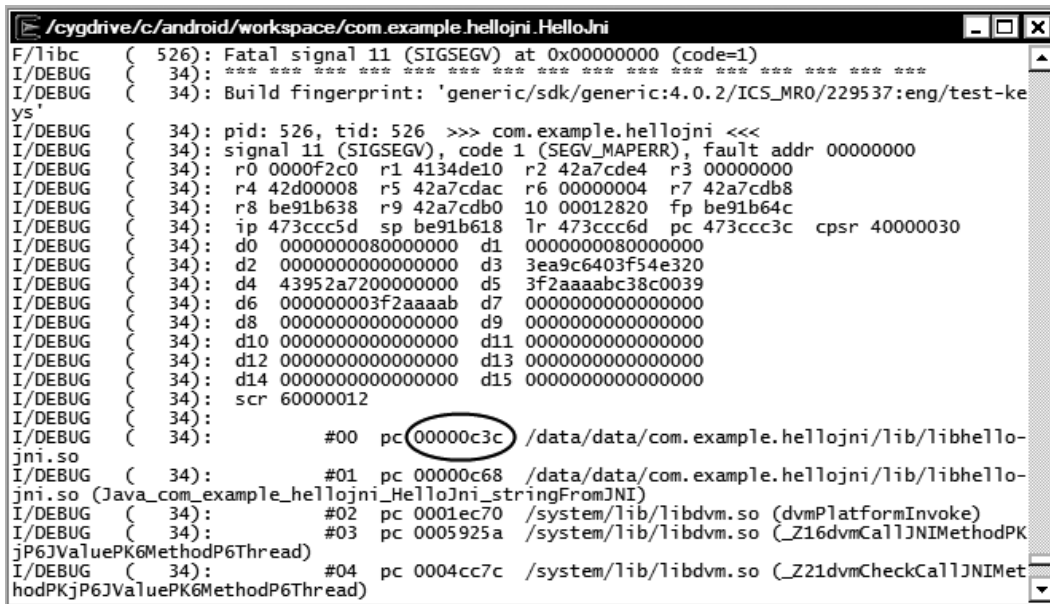 /cygdrive/c/android/workspace/com.example.hellojni.HelloJni
F/libc    (  526): Fatal signal 11 (SIGSEGV) at 0x00000000 (code=1)
I/DEBUG   (   34): *** *** *** *** *** *** *** *** *** *** *** *** *** *** *** ***
I/DEBUG   (   34): Build fingerprint: 'generic/sdk/generic:4.0.2/ICS_MR0/229537:eng/test-ke
ys'
I/DEBUG   (   34): pid: 526, tid: 526  >>> com.example.hellojni <<<
I/DEBUG   (   34): signal 11 (SIGSEGV), code 1 (SEGV_MAPERR), fault addr 00000000
I/DEBUG   (   34):  r0 0000f2c0  r1 4134de10  r2 42a7cde4  r3 00000000
I/DEBUG   (   34):  r4 42d00008  r5 42a7cdac  r6 00000004  r7 42a7cdb8
I/DEBUG   (   34):  r8 be91b638  r9 42a7cdb0  10 00012820  fp be91b64c
I/DEBUG   (   34):  ip 473ccc5d  sp be91b618  lr 473ccc6d  pc 473ccc3c  cpsr 40000030
I/DEBUG   (   34):  d0  0000000080000000  d1  0000000080000000
I/DEBUG   (   34):  d2  0000000000000000  d3  3ea9c6403f54e320
I/DEBUG   (   34):  d4  43952a7200000000  d5  3f2aaaabc38c0039
I/DEBUG   (   34):  d6  000000003f2aaaab  d7  0000000000000000
I/DEBUG   (   34):  d8  0000000000000000  d9  0000000000000000
I/DEBUG   (   34):  d10 0000000000000000  d11 0000000000000000
I/DEBUG   (   34):  d12 0000000000000000  d13 0000000000000000
I/DEBUG   (   34):  d14 0000000000000000  d15 0000000000000000
I/DEBUG   (   34):  scr 60000012
I/DEBUG   (   34):
I/DEBUG   (   34):          #00  pc 00000c3c  /data/data/com.example.hellojni/lib/libhello-
jni.so
I/DEBUG   (   34):          #01  pc 00000c68  /data/data/com.example.hellojni/lib/libhello-
jni.so (Java_com_example_hellojni_HelloJni_stringFromJNI)
I/DEBUG   (   34):          #02  pc 0001ec70  /system/lib/libdvm.so (dvmPlatformInvoke)
I/DEBUG   (   34):          #03  pc 0005925a  /system/lib/libdvm.so (_Z16dvmCallJNIMethodPK
jP6JValuePK6MethodP6Thread)
I/DEBUG   (   34):          #04  pc 0004cc7c  /system/lib/libdvm.so (_Z21dvmCheckCallJNIMet
hodPKjP6JValuePK6MethodP6Thread)